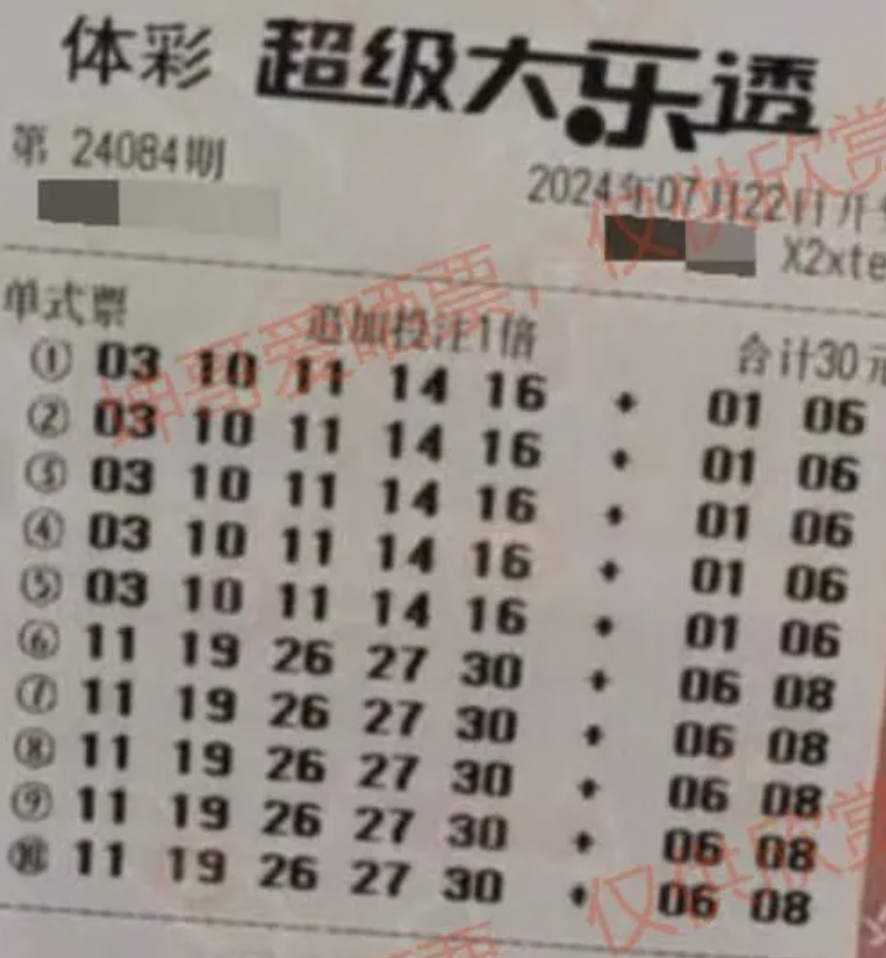 体彩 超级大乐透
第 24084期
2024年07月22日开
X2xte
单式票 追加投注1倍 合计30元
① 03 10 11 14 16 + 01 06
② 03 10 11 14 16 + 01 06
③ 03 10 11 14 16 + 01 06
④ 03 10 11 14 16 + 01 06
⑤ 03 10 11 14 16 + 01 06
⑥ 11 19 26 27 30 + 06 08
⑦ 11 19 26 27 30 + 06 08
⑧ 11 19 26 27 30 + 06 08
⑨ 11 19 26 27 30 + 06 08
⑩ 11 19 26 27 30 + 06 08
坤哥爱晒票，仅供欣赏
仅供欣赏